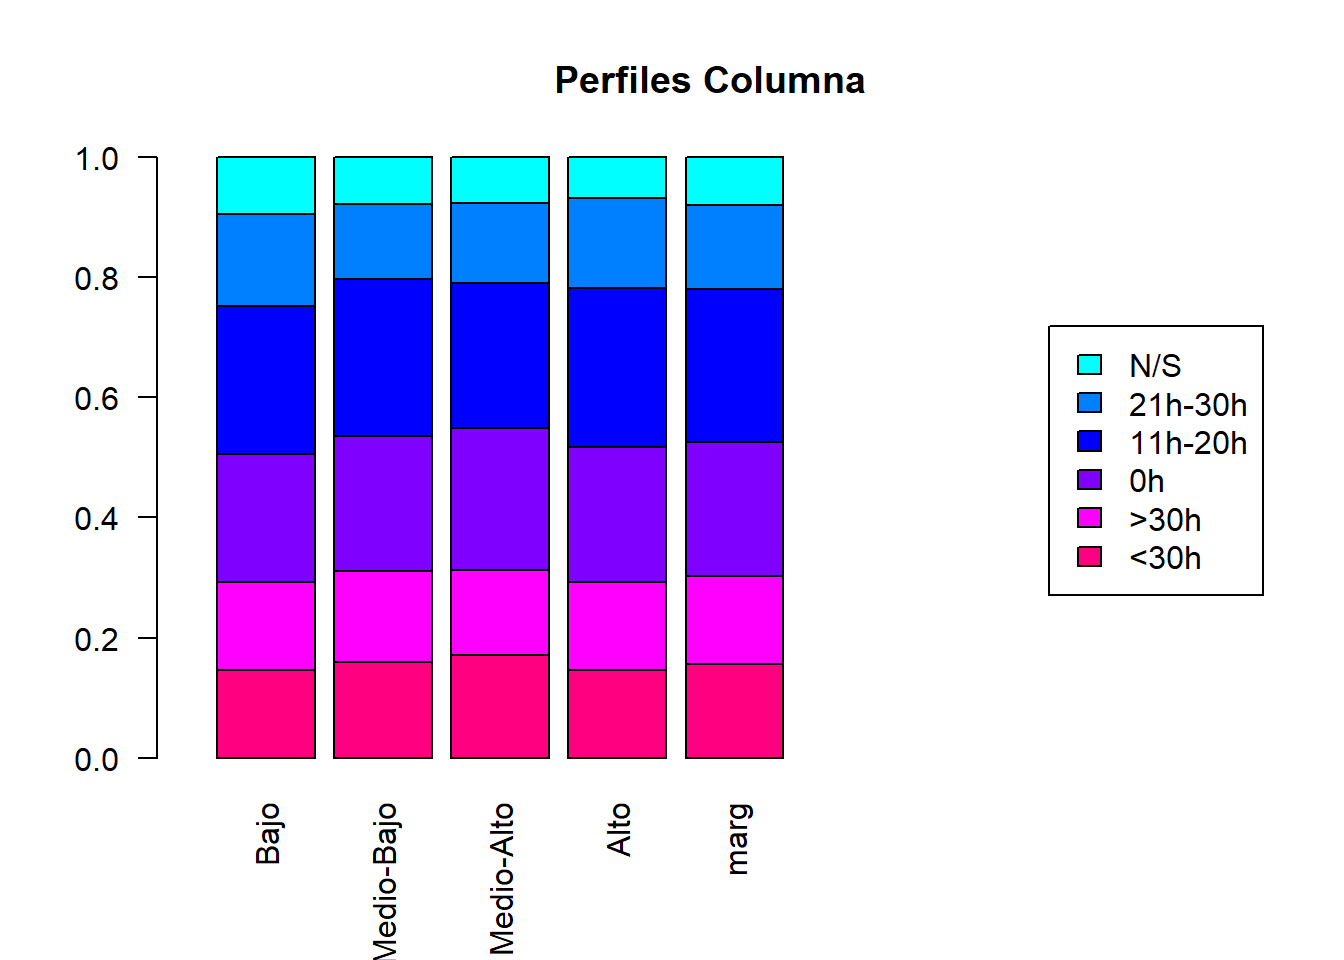 Perfiles Columna
1.0
0.8
0.6
0.4
0.2
0.0
Bajo
Medio-Bajo
Medio-Alto
Alto
marg
N/S
21h-30h
11h-20h
0h
>30h
<30h